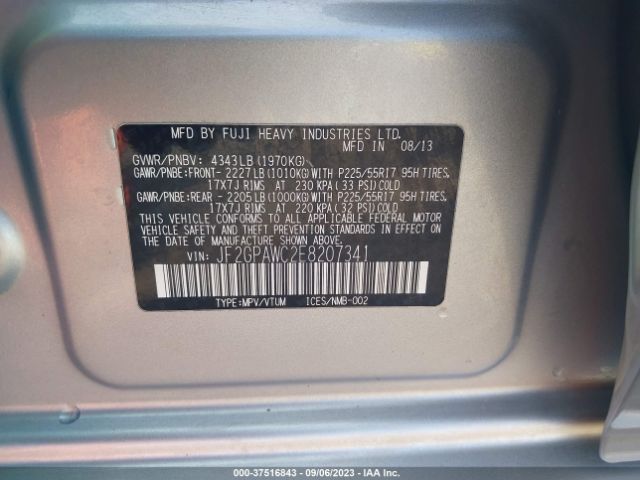 MFD BY FUJI HEAVY INDUSTRIES LTD.
MFD IN 08/13
GVWR/PNBV: 4343LB(1970KG)
GAWR/PNBE:FRONT- 2227LB(1010KG)WITH P225/55R17 95H TIRES,
17X7J RIMS AT 230 KPA (33 PSI)COLD
GAWR/PNBE:REAR - 2205LB(1000KG)WITH P225/55R17 95H TIRES,
17X7J RIMS AT 220 KPA (32 PSI)COLD
THIS VEHICLE CONFORMS TO ALL APPLICABLE FEDERAL MOTOR
VEHICLE SAFETY AND THEFT PREVENTION STANDARDS IN EFFECT ON THE
DATE OF MANUFACTURE SHOWN ABOVE.
VIN: JF2GPAWC2E8207341
TYPE:MPV/VTUM ICES/NMB-002
000-37516843 / 09/06/2023 - IAA Inc.